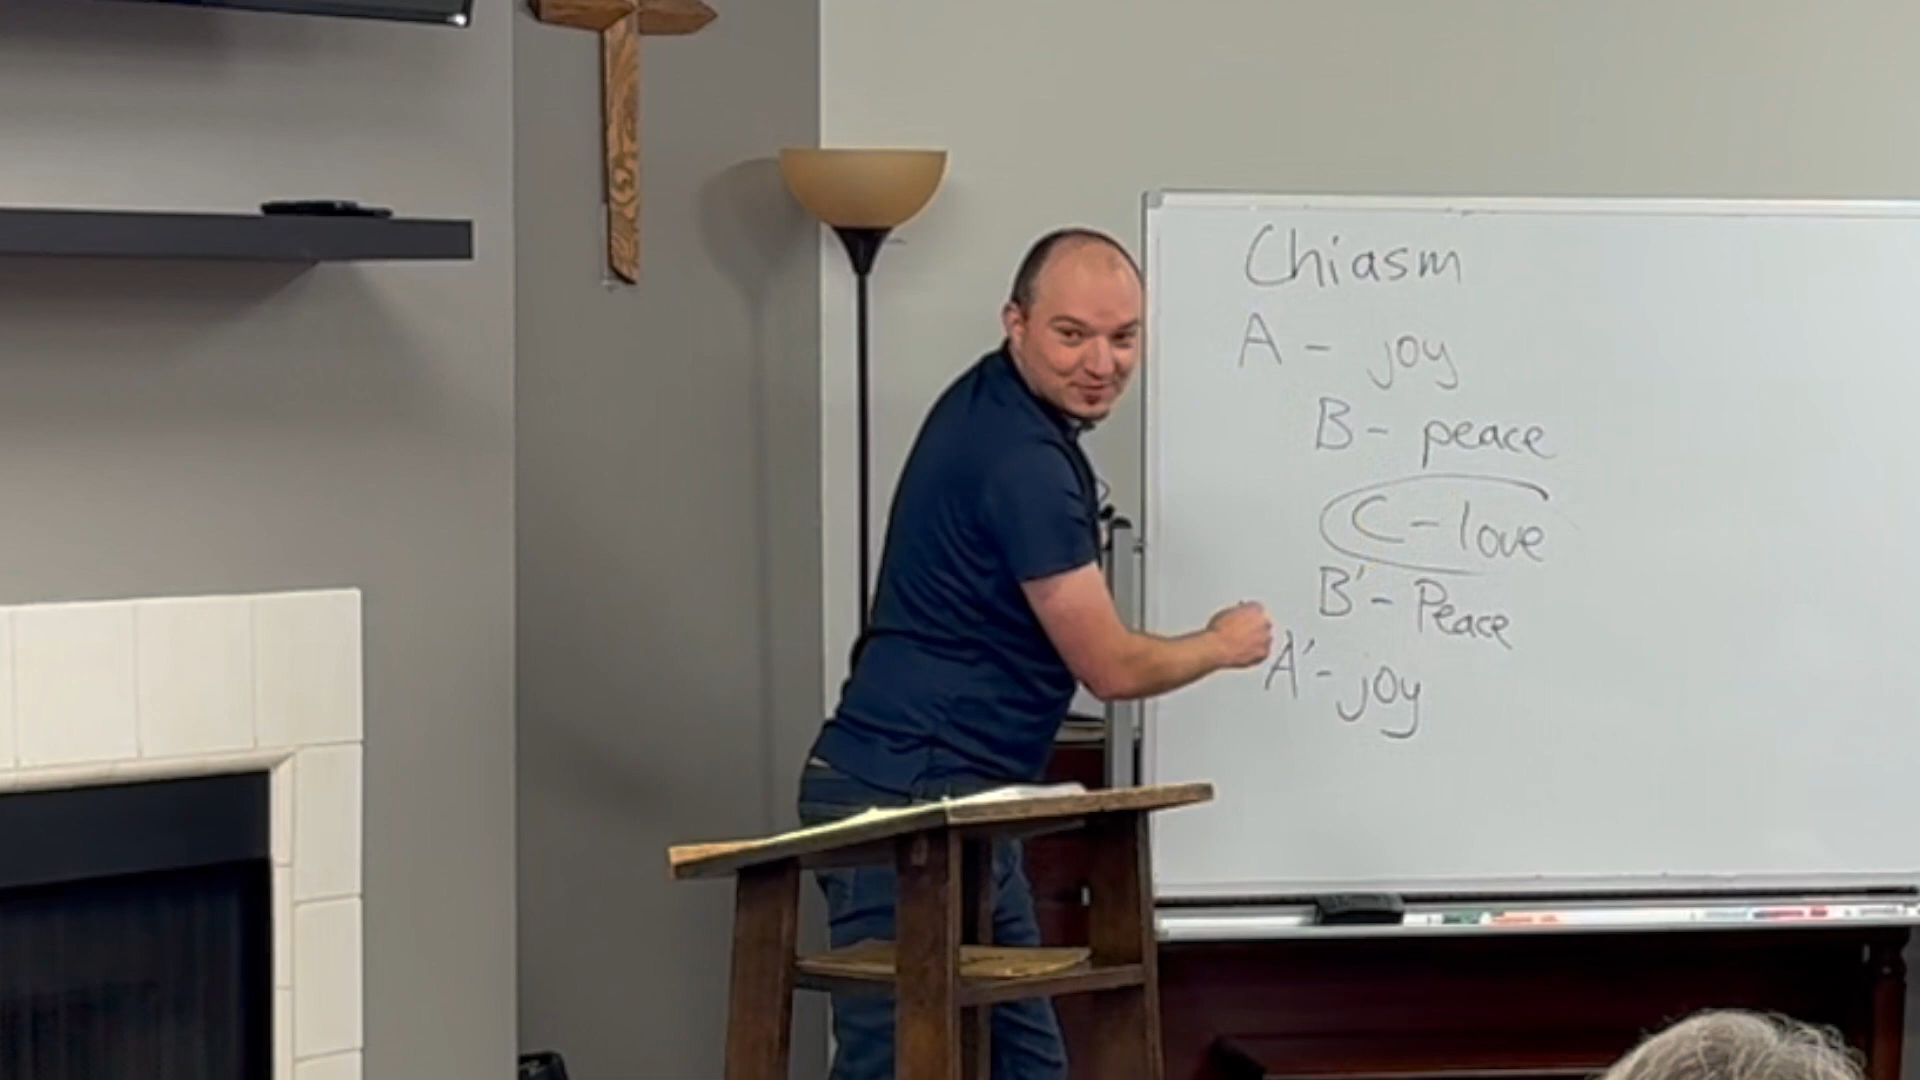 Chiasm
A - joy
B - peace
C - love
B' - Peace
A' - joy